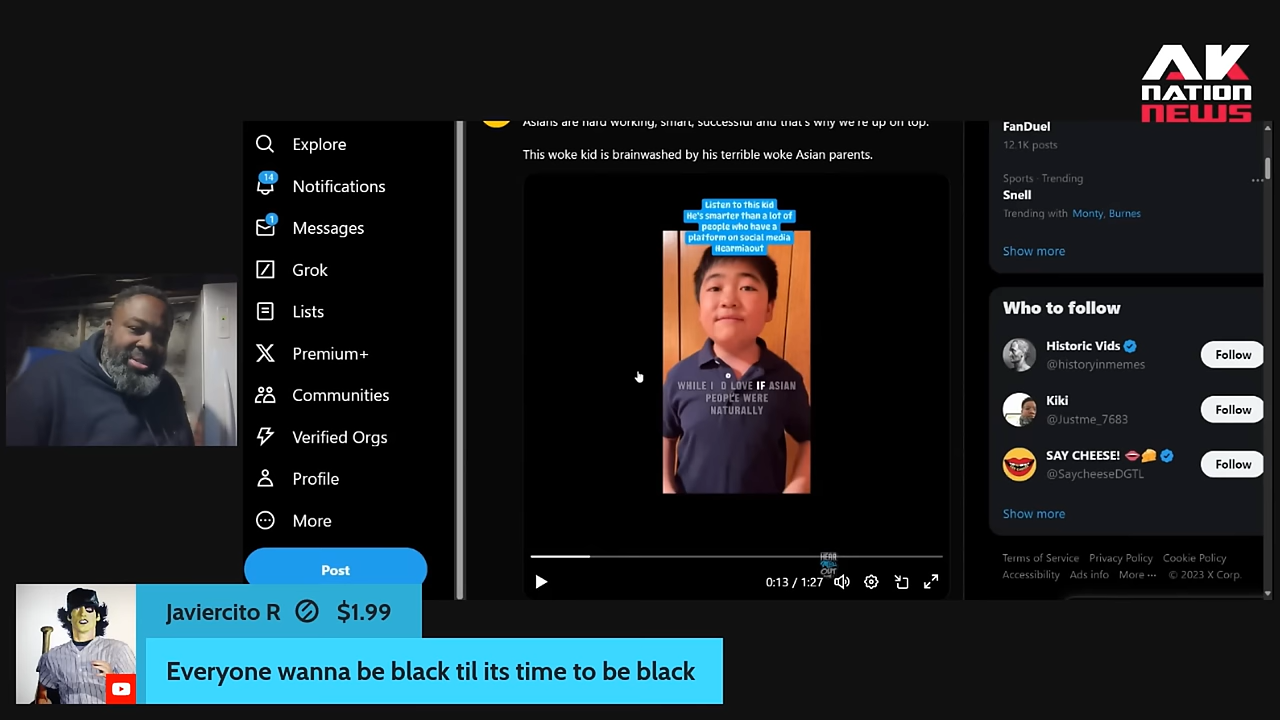 AK
NATION
NEWS
Explore
14
Notifications
1
Messages
Grok
Lists
Premium+
Communities
Verified Orgs
Profile
More
Post
Asians are hard working, smart, successful and that's why we're up on top.
This woke kid is brainwashed by his terrible woke Asian parents.
Listen to this kid
He's smarter than a lot of
people who have a
platform on social media
Hearmiaout
WHILE I D LOVE IF ASIAN
PEOPLE WERE
NATURALLY
HEAR
OUT
0:13 / 1:27
FanDuel
12.1K posts
Sports · Trending
Snell
Trending with Monty, Burnes
Show more
Who to follow
Historic Vids
@historyinmemes
Follow
Kiki
@Justme_7683
Follow
SAY CHEESE!
@SaycheeseDGTL
Follow
Show more
Terms of Service Privacy Policy Cookie Policy
Accessibility Ads info More ··· © 2023 X Corp.
Javiercito R $1.99
Everyone wanna be black til its time to be black